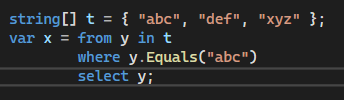 string[] t = { "abc", "def", "xyz" };
var x = from y in t
        where y.Equals("abc")
        select y;